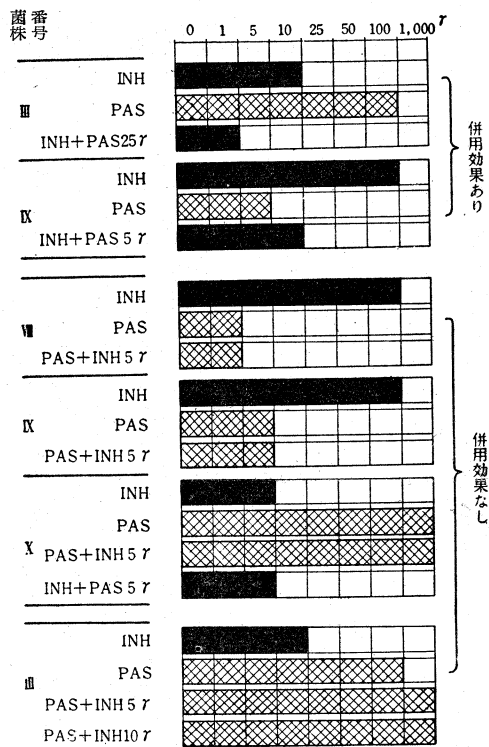 菌株 番号
0 1 5 10 25 50 100 1,000 γ
INH
III PAS
INH+PAS25γ
INH
IX PAS
INH+PAS 5 γ
併用効果あり
INH
VIII PAS
PAS+INH 5 γ
INH
IX PAS
PAS+INH 5 γ
INH
PAS
X PAS+INH 5 γ
INH+PAS 5 γ
INH
III PAS
PAS+INH 5 γ
PAS+INH10 γ
併用効果なし